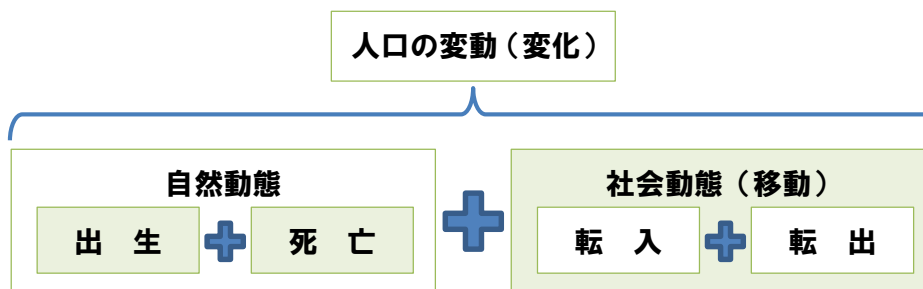 人口の変動（変化）
自然動態
社会動態（移動）
出　生
死　亡
転　入
転　出